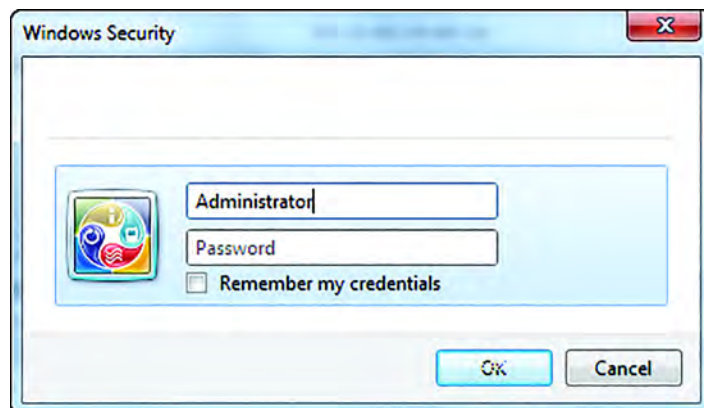 Windows Security
Administrator
Password
Remember my credentials
OK Cancel